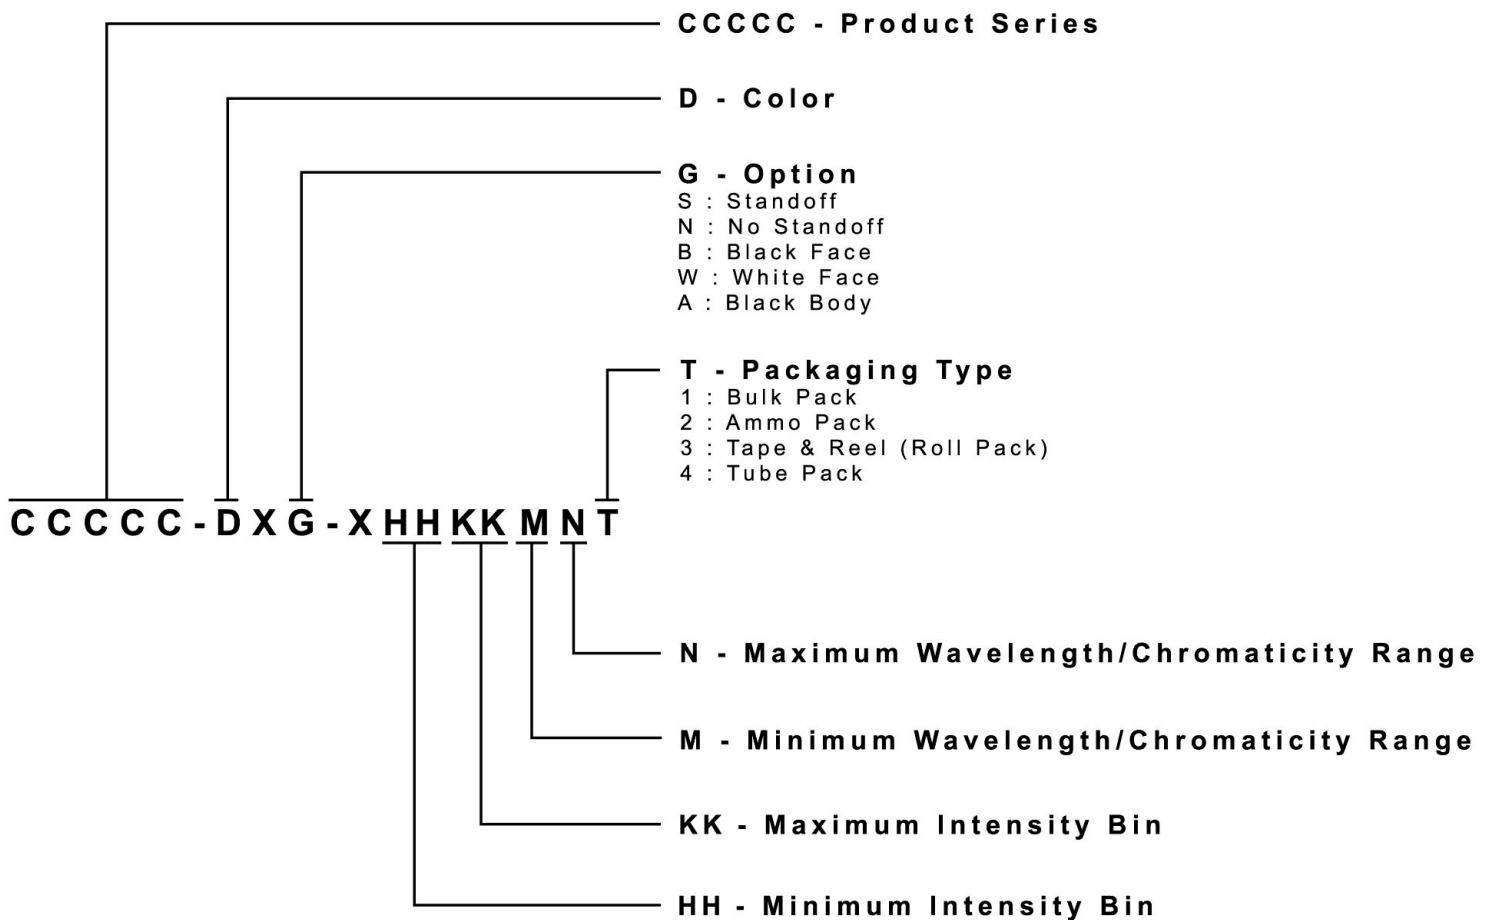 CCCCC - Product Series
D - Color
G - Option
S : Standoff
N : No Standoff
B : Black Face
W : White Face
A : Black Body
T - Packaging Type
1 : Bulk Pack
2 : Ammo Pack
3 : Tape & Reel (Roll Pack)
4 : Tube Pack
CCCCC-DXG-XHHKKMNT
N - Maximum Wavelength/Chromaticity Range
M - Minimum Wavelength/Chromaticity Range
KK - Maximum Intensity Bin
HH - Minimum Intensity Bin